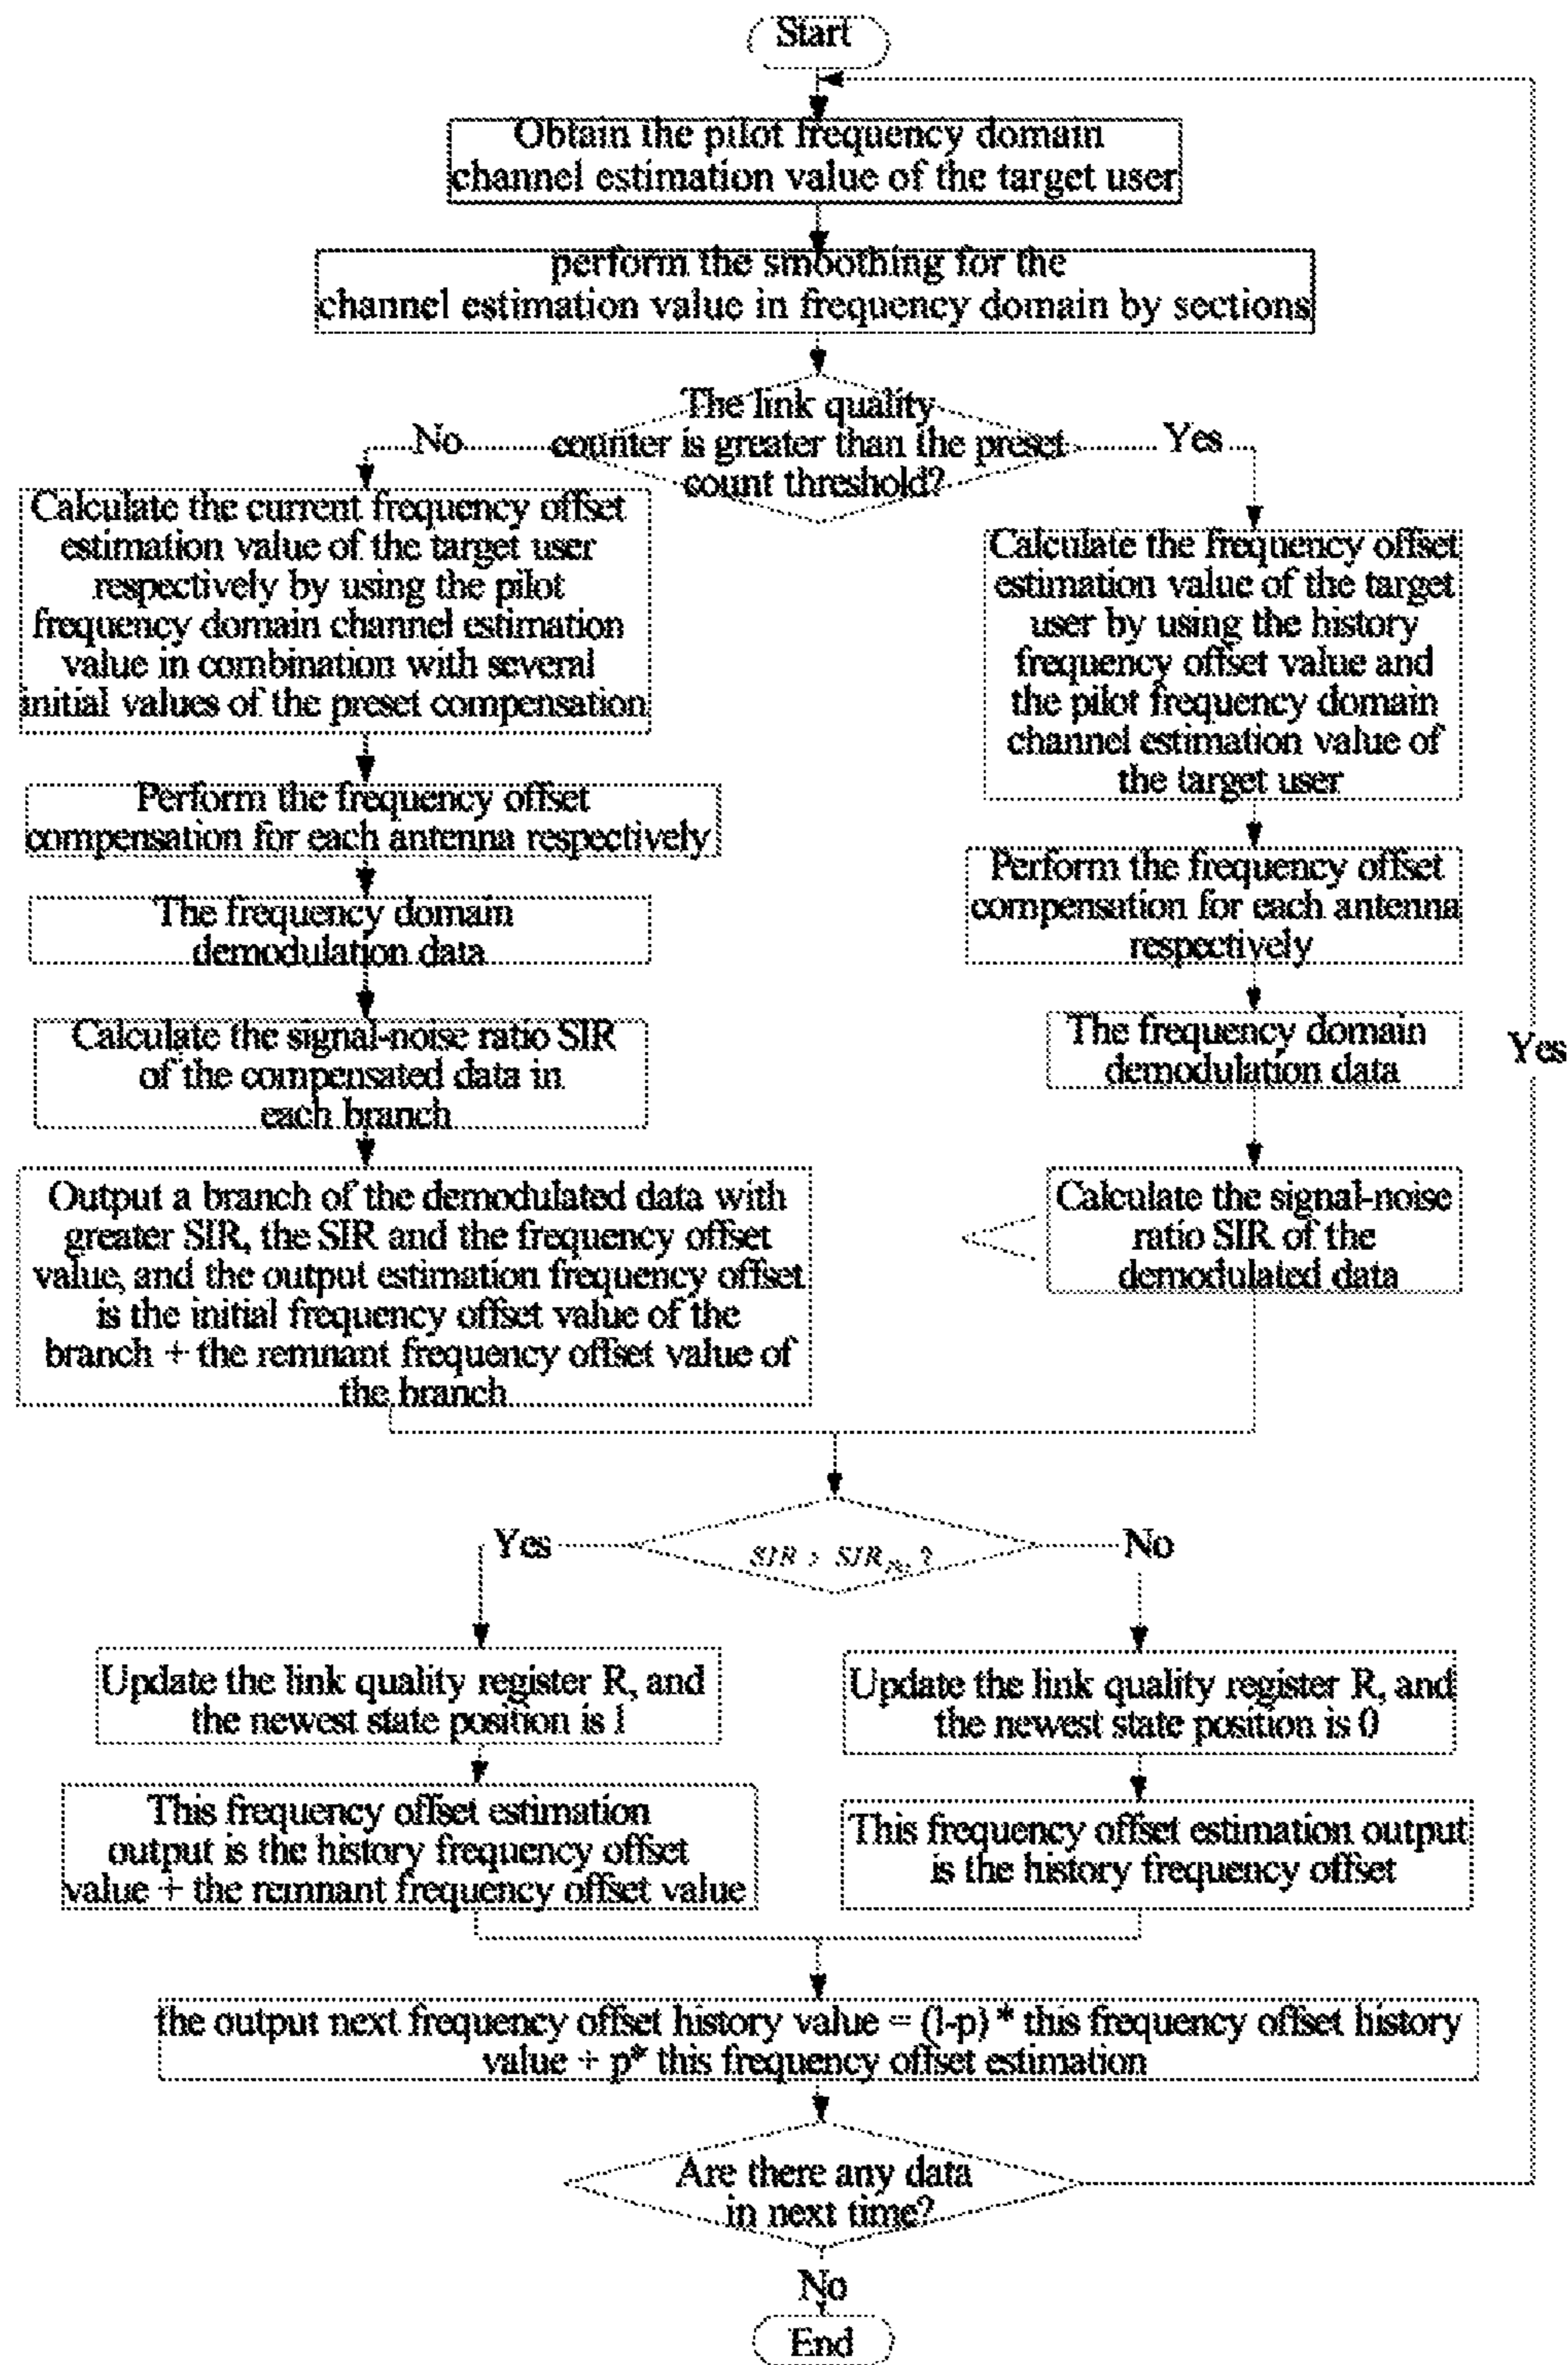 Start
Obtain the pilot frequency domain
channel estimation value of the target user
perform the smoothing for the
channel estimation value in frequency domain by sections
The link quality
counter is greater than the preset
count threshold?
No
Yes
Calculate the current frequency offset
estimation value of the target user
respectively by using the pilot
frequency domain channel estimation
value in combination with several
initial values of the preset compensation
Perform the frequency offset
compensation for each antenna respectively
The frequency domain
demodulation data
Calculate the signal-noise ratio SIR
of the compensated data in
each branch
Output a branch of the demodulated data with
greater SIR, the SIR and the frequency offset
value, and the output estimation frequency offset
is the initial frequency offset value of the
branch + the remnant frequency offset value of
the branch
Calculate the frequency offset
estimation value of the target
user by using the history
frequency offset value and
the pilot frequency domain
channel estimation value of
the target user
Perform the frequency offset
compensation for each antenna
respectively
The frequency domain
demodulation data
Calculate the signal-noise
ratio SIR of the
demodulated data
Yes
SIR > SIR ?
Yes
No
Update the link quality register R, and
the newest state position is 1
Update the link quality register R, and
the newest state position is 0
This frequency offset estimation
output is the history frequency offset
value + the remnant frequency offset value
This frequency offset estimation output
is the history frequency offset
the output next frequency offset history value = (1-p) * this frequency offset history
value + p* this frequency offset estimation
Are there any data
in next time?
No
End